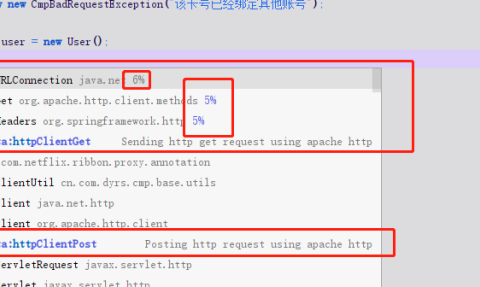 new CmpBadRequestException("该卡号已经绑定其他账号");
user = new User();
RLConnection java.net 6%
et org.apache.http.client.methods 5%
Headers org.springframework.http 5%
a:httpClientGet Sending http get request using apache http
com.netflix.ribbon.proxy.annotation
lientUtil cn.com.dyrs.cmp.base.utils
lient java.net.http
lient org.apache.http.client
a:httpClientPost Posting http request using apache http
ervletRequest javax.servlet.http
ervlet javax.servlet.http